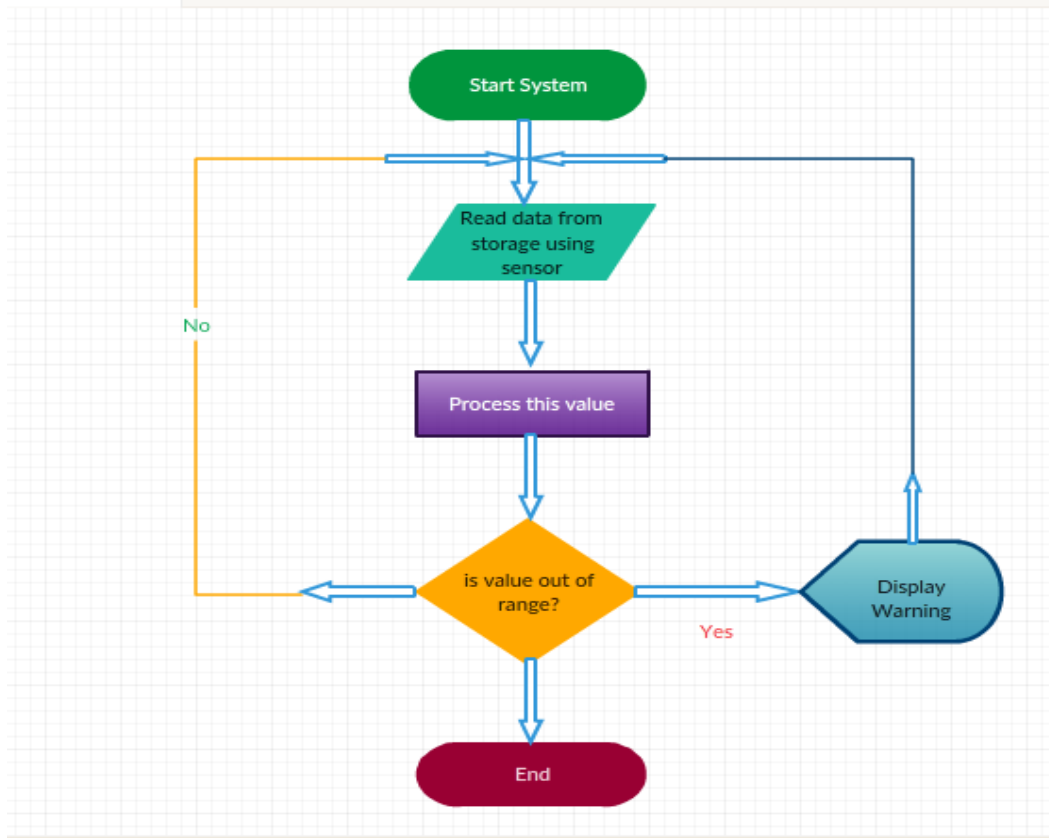 Start System
Read data from
storage using
sensor
No
Process this value
is value out of
range?
Yes
Display
Warning
End